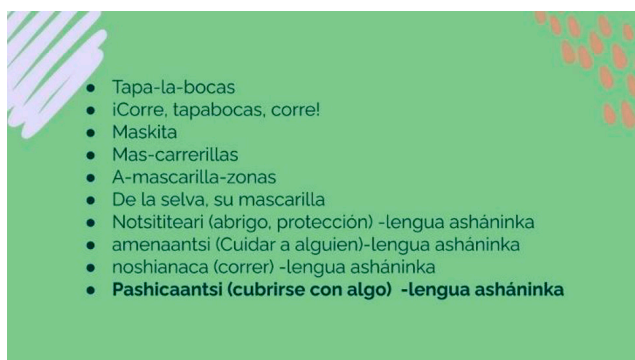 ● Tapa-la-bocas
● ¡Corre, tapabocas, corre!
● Maskita
● Mas-carrerillas
● A-mascarilla-zonas
● De la selva, su mascarilla
● Notsititeari (abrigo, protección) -lengua asháninka
● amenaantsi (Cuidar a alguien)-lengua asháninka
● noshianaca (correr) -lengua asháninka
● Pashicaantsi (cubrirse con algo) -lengua asháninka